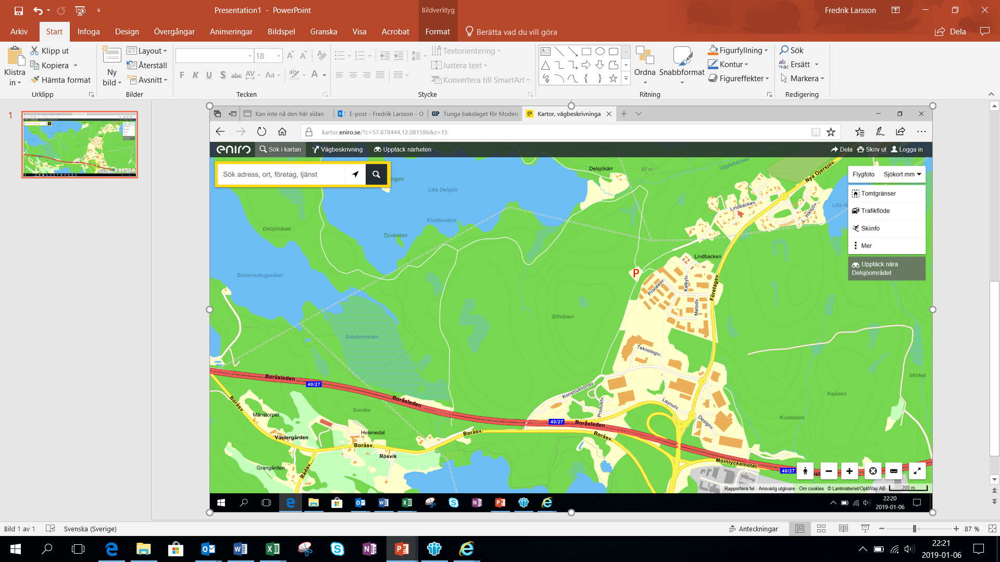 Presentation1 - PowerPoint
Bildverktyg
Fredrik Larsson
Arkiv
Start
Infoga
Design
Övergångar
Animeringar
Bildspel
Granska
Visa
Acrobat
Format
Berätta vad du vill göra
Dela
Klistra in
Klipp ut
Kopiera
Hämta format
Urklipp
Ny bild
Layout
Återställ
Avsnitt
Bilder
18
F K U S abc AV Aa A
Tecken
Textorientering
Justera text
Konvertera till SmartArt
Stycke
Ordna
Snabbformat
Figurfyllning
Kontur
Figureffekter
Ritning
Sök
Ersätt
Markera
Redigering
1
Kan inte nå den här sidan
E-post - Fredrik Larsson - O
GP Tunga bakslaget för Modera
Kartor, vägbeskrivninga
kartor.eniro.se/?c=57.678444,12.081596&z=15
eniro
Sök i kartan
Vägbeskrivning
Upptäck närheten
Dela
Skriv ut
Logga in
Sök adress, ort, företag, tjänst
Flygfoto
Sjökort mm
Tomtgränser
Trafikflöde
Skiinfo
Mer
Upptäck nära
Delsjöområdet
Delsjökärr
82 m
Ugglebäcken
Nya Öjersjöv.
Lilla Delsjön
Lindbackev.
L. Hålsjöv.
Kindboviken
Delsjönäset
Tjuvkistan
Lindbacken
P
Blommaskogsviken
Processv.
Kalkylv.
Företagsv.
Metodv.
Gillsåsen
Svedsmossen
Teknologiv.
Boråsleden
40/27
Mörket
Konstruktionsv.
Kajåsen
Boråsv.
Boråsleden
Produktv.
Layoutv.
Månstorpet
Svedås
Kvistdalen
40/27
Boråsleden
Designv.
Helenedal
Boråsv.
Boråsv.
Västergården
Boråsv.
Rösvik
Mölnlyckemotet
Grangården
Rådav.
40/27
Rapportera fel · Ansvarig utgivare · Om cookies © Lantmäteriet/OptiWay AB
200 m
22:20
2019-01-06
Bild 1 av 1
Svenska (Sverige)
Anteckningar
87 %
22:21
2019-01-06